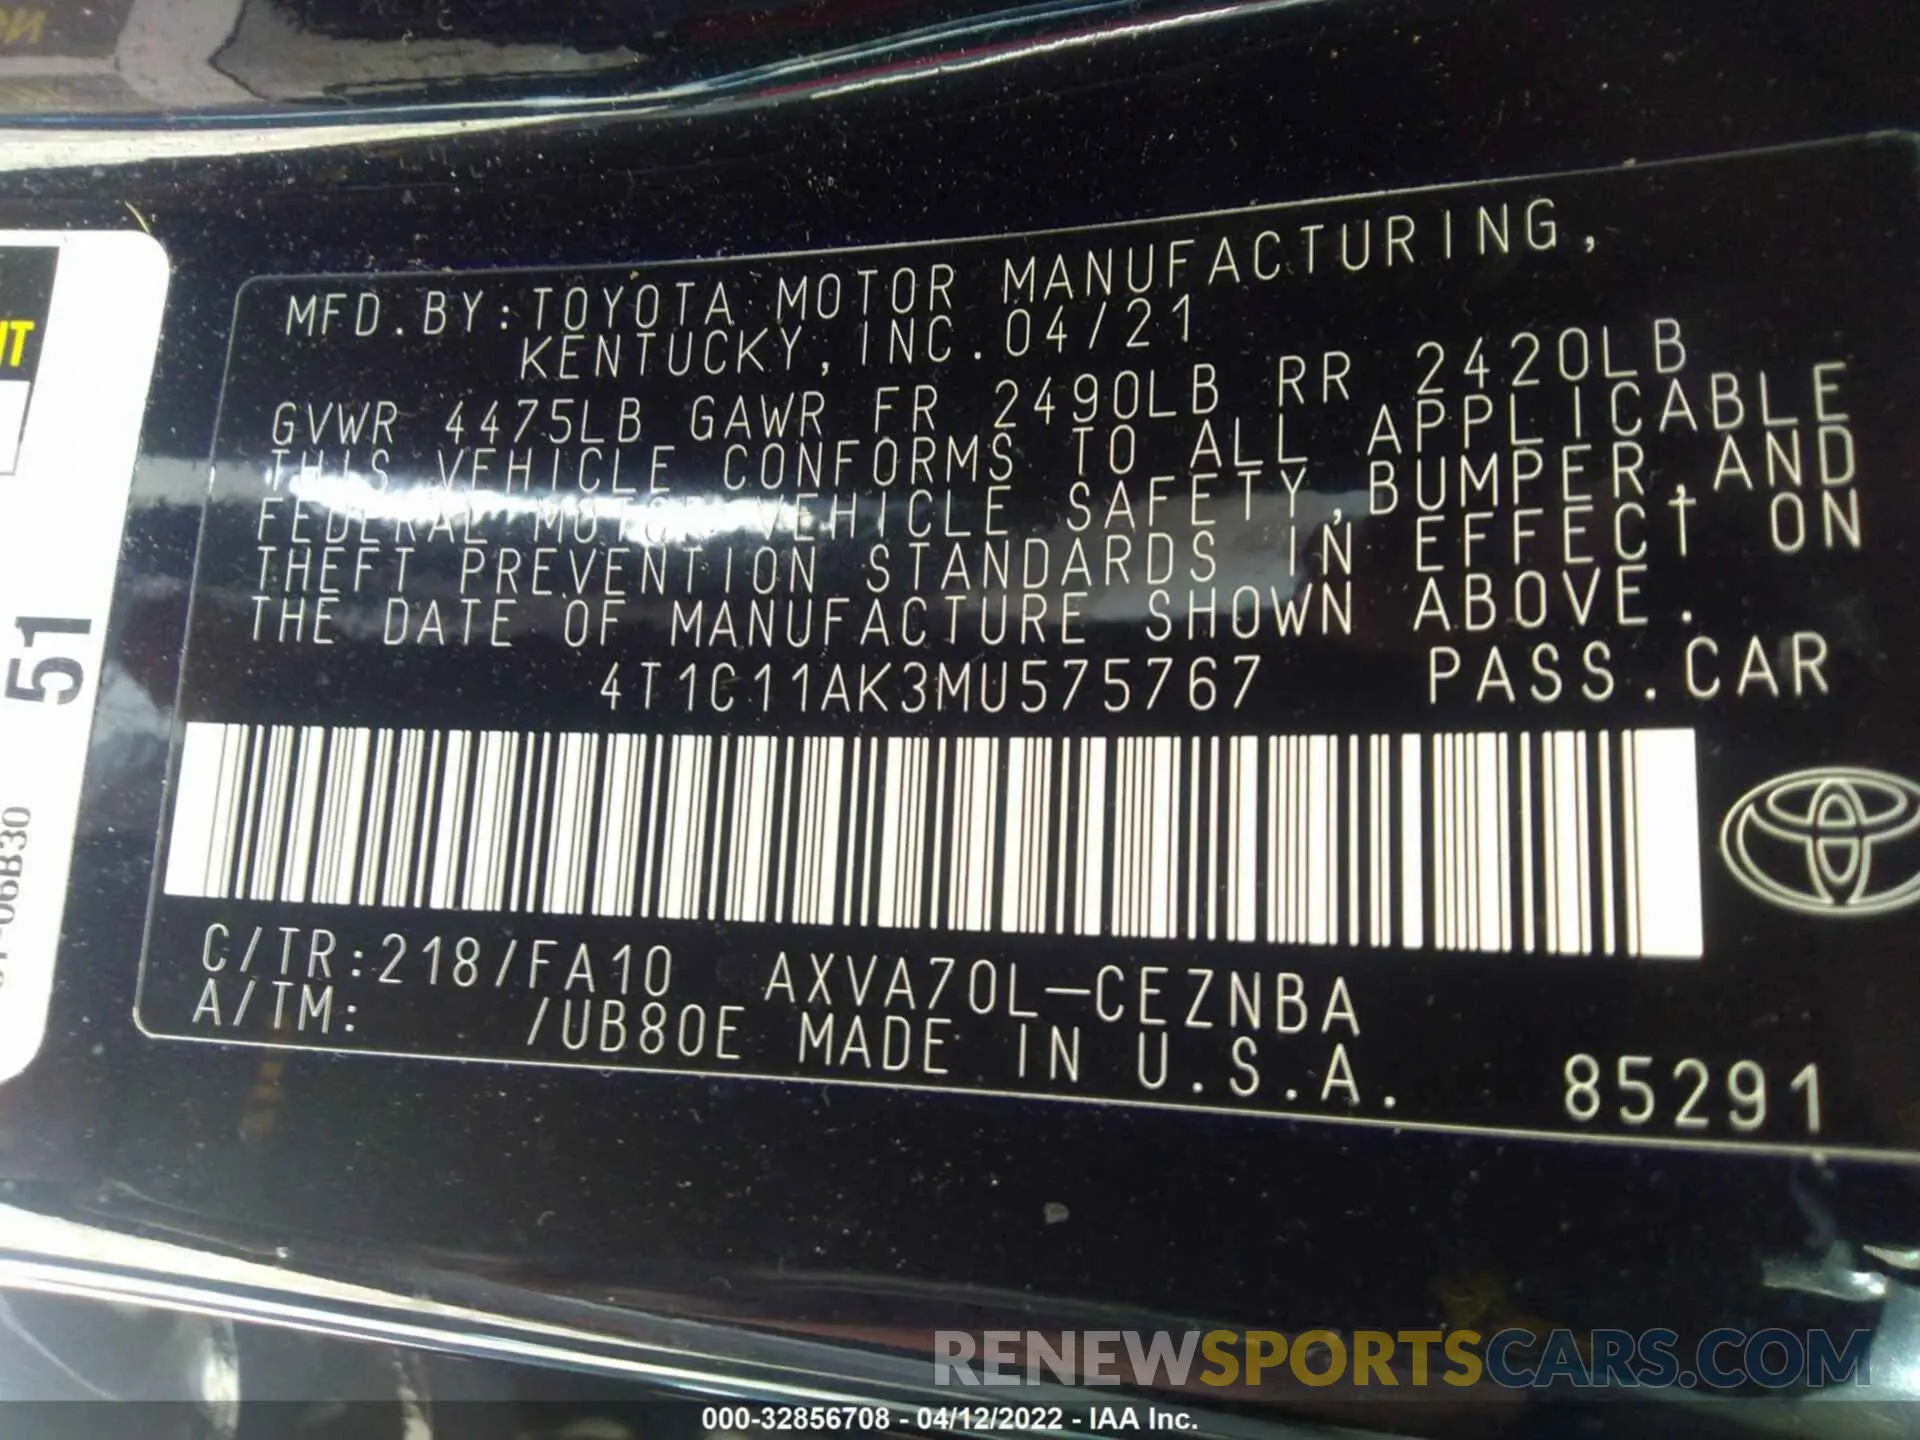 MFD.BY:TOYOTA MOTOR MANUFACTURING,
KENTUCKY, INC. 04/21
GVWR 4475LB GAWR FR 2490LB RR 2420LB
THIS VEHICLE CONFORMS TO ALL APPLICABLE
FEDERAL MOTOR VEHICLE SAFETY, BUMPER, AND
THEFT PREVENTION STANDARDS IN EFFECT ON
THE DATE OF MANUFACTURE SHOWN ABOVE.
4T1C11AK3MU575767 PASS.CAR
C/TR:218/FA10 AXVA70L-CEZNBA
A/TM: /UB80E MADE IN U.S.A.
85291
51
RENEWSPORTSCARS.COM
000-32856708 - 04/12/2022 - IAA Inc.